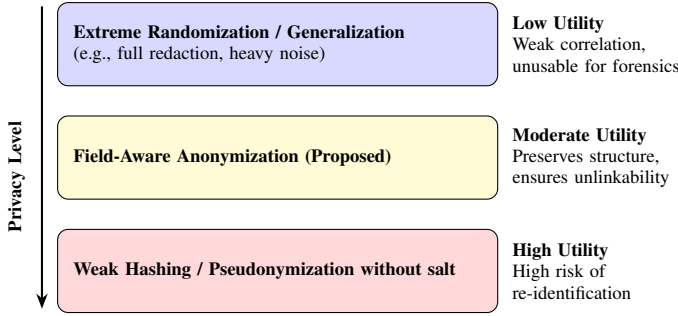 Extreme Randomization / Generalization
(e.g., full redaction, heavy noise)
Low Utility
Weak correlation,
unusable for forensics
Privacy Level
Field-Aware Anonymization (Proposed)
Moderate Utility
Preserves structure,
ensures unlinkability
Weak Hashing / Pseudonymization without salt
High Utility
High risk of
re-identification